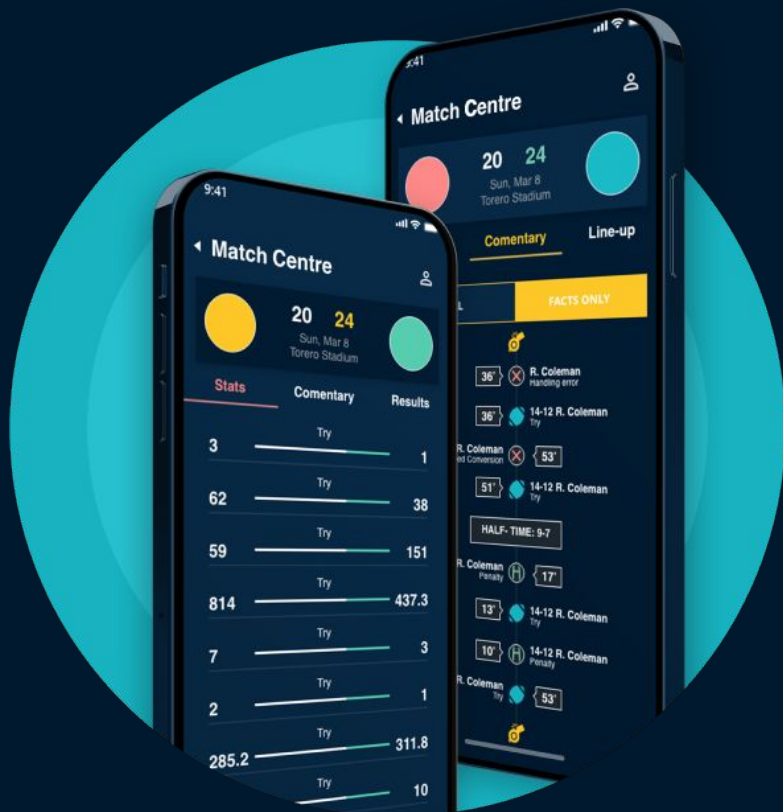 9:41
Match Centre
20 24
Sun, Mar 8
Torero Stadium
Stats Comentary Results
Try
3 1
Try
62 38
Try
59 151
Try
814 437.3
Try
7 3
Try
2 1
Try
285.2 311.8
Try
10
9:41
Match Centre
20 24
Sun, Mar 8
Torero Stadium
Comentary Line-up
L FACTS ONLY
36' R. Coleman
Handling error
36' 14-12 R. Coleman
Try
R. Coleman 53'
ed Conversion
51' 14-12 R. Coleman
Try
HALF- TIME: 9-7
R. Coleman 17'
Penalty
13' 14-12 R. Coleman
Try
10' 14-12 R. Coleman
Penalty
R. Coleman 53'
Try